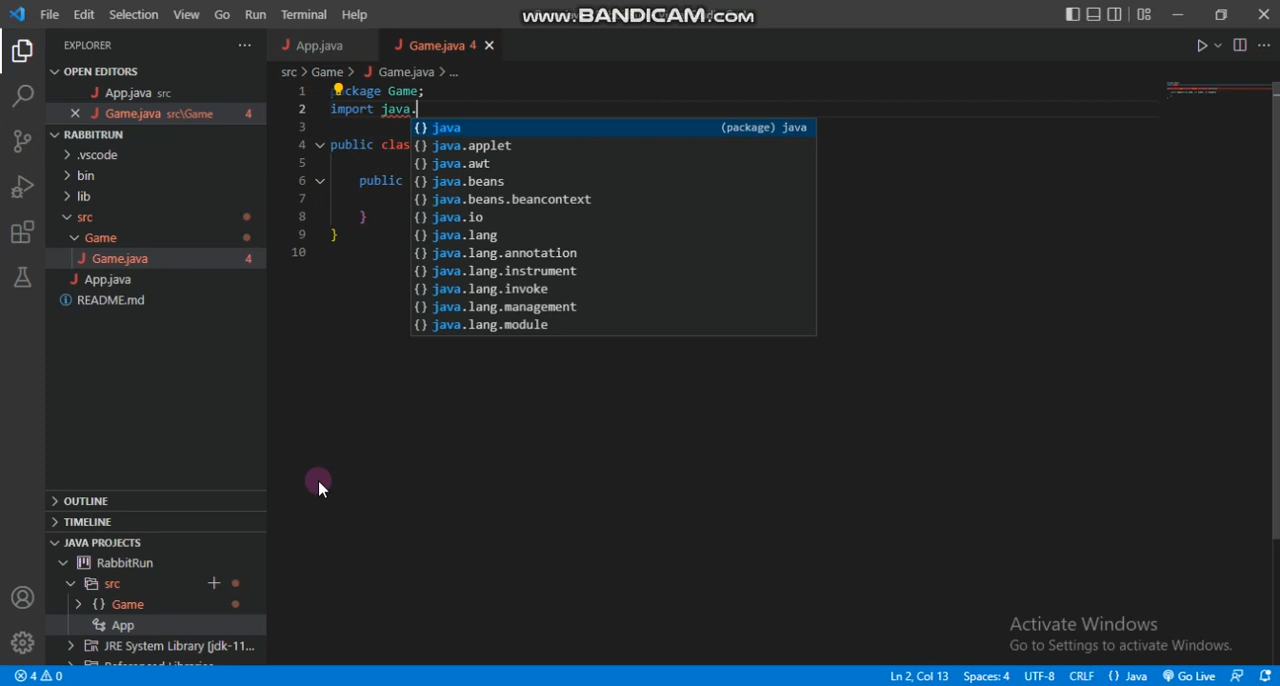 File Edit Selection View Go Run Terminal Help
www.BANDICAM.com
EXPLORER
App.java
Game.java 4
OPEN EDITORS
App.java src
Game.java src\Game 4
RABBITRUN
.vscode
bin
lib
src
Game
Game.java 4
App.java
README.md
OUTLINE
TIMELINE
JAVA PROJECTS
RabbitRun
src
{} Game
App
JRE System Library [jdk-11...
src > Game > Game.java > ...
1 package Game;
2 import java.
3
4 public clas
5
6 public
7
8 }
9 }
10
{} java (package) java
{} java.applet
{} java.awt
{} java.beans
{} java.beans.beancontext
{} java.io
{} java.lang
{} java.lang.annotation
{} java.lang.instrument
{} java.lang.invoke
{} java.lang.management
{} java.lang.module
Activate Windows
Go to Settings to activate Windows.
4 0
Ln 2, Col 13 Spaces: 4 UTF-8 CRLF {} Java Go Live